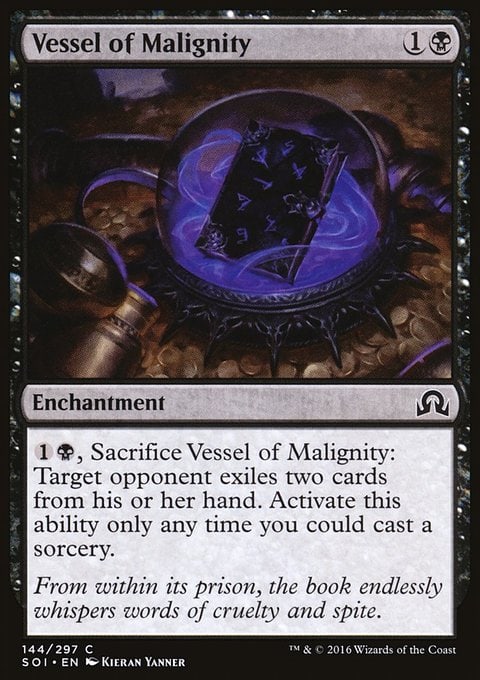 Vessel of Malignity 1
Enchantment
1, Sacrifice Vessel of Malignity:
Target opponent exiles two cards
from his or her hand. Activate this
ability only any time you could cast a
sorcery.
From within its prison, the book endlessly
whispers words of cruelty and spite.
144/297 C
SOI • EN Kieran Yanner ™ & © 2016 Wizards of the Coast